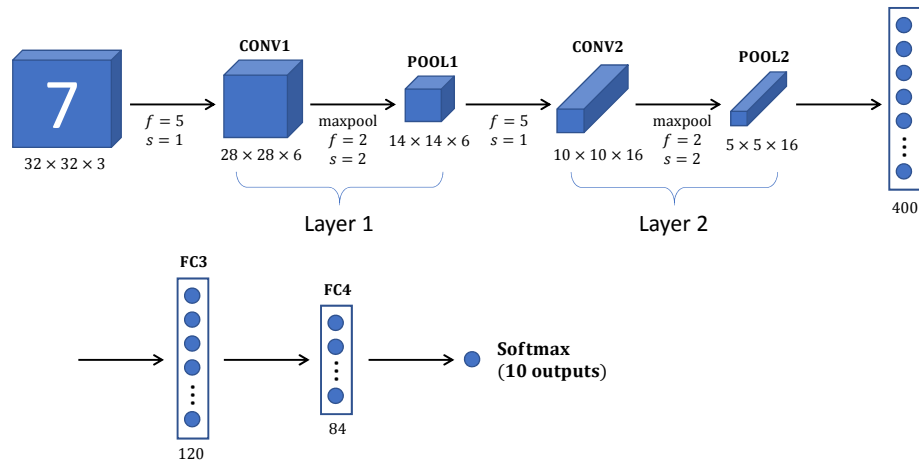 7
32 × 32 × 3
f = 5
s = 1
CONV1
28 × 28 × 6
maxpool
f = 2
s = 2
POOL1
14 × 14 × 6
Layer 1
f = 5
s = 1
CONV2
10 × 10 × 16
maxpool
f = 2
s = 2
POOL2
5 × 5 × 16
Layer 2
400
FC3
120
FC4
84
Softmax
(10 outputs)